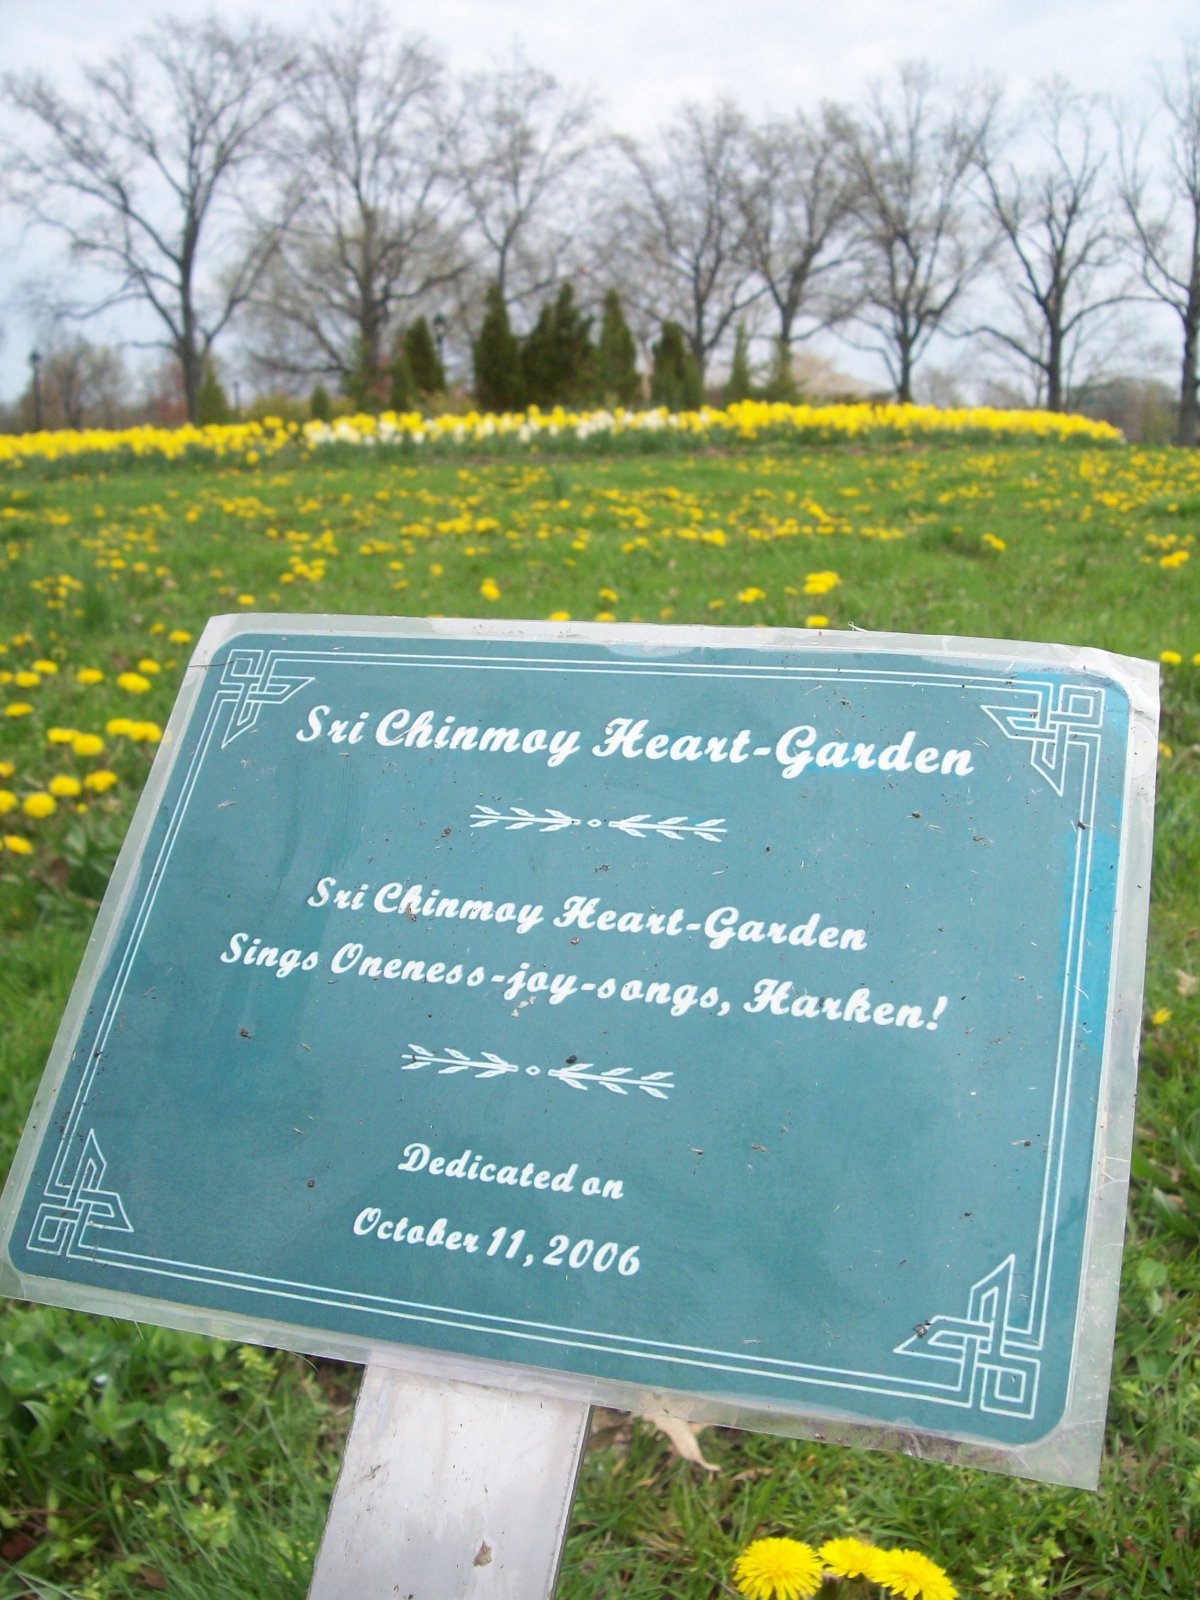 Sri Chinmoy Heart-Garden
Sri Chinmoy Heart-Garden
Sings Oneness-joy-songs, Harken!
Dedicated on
October 11, 2006